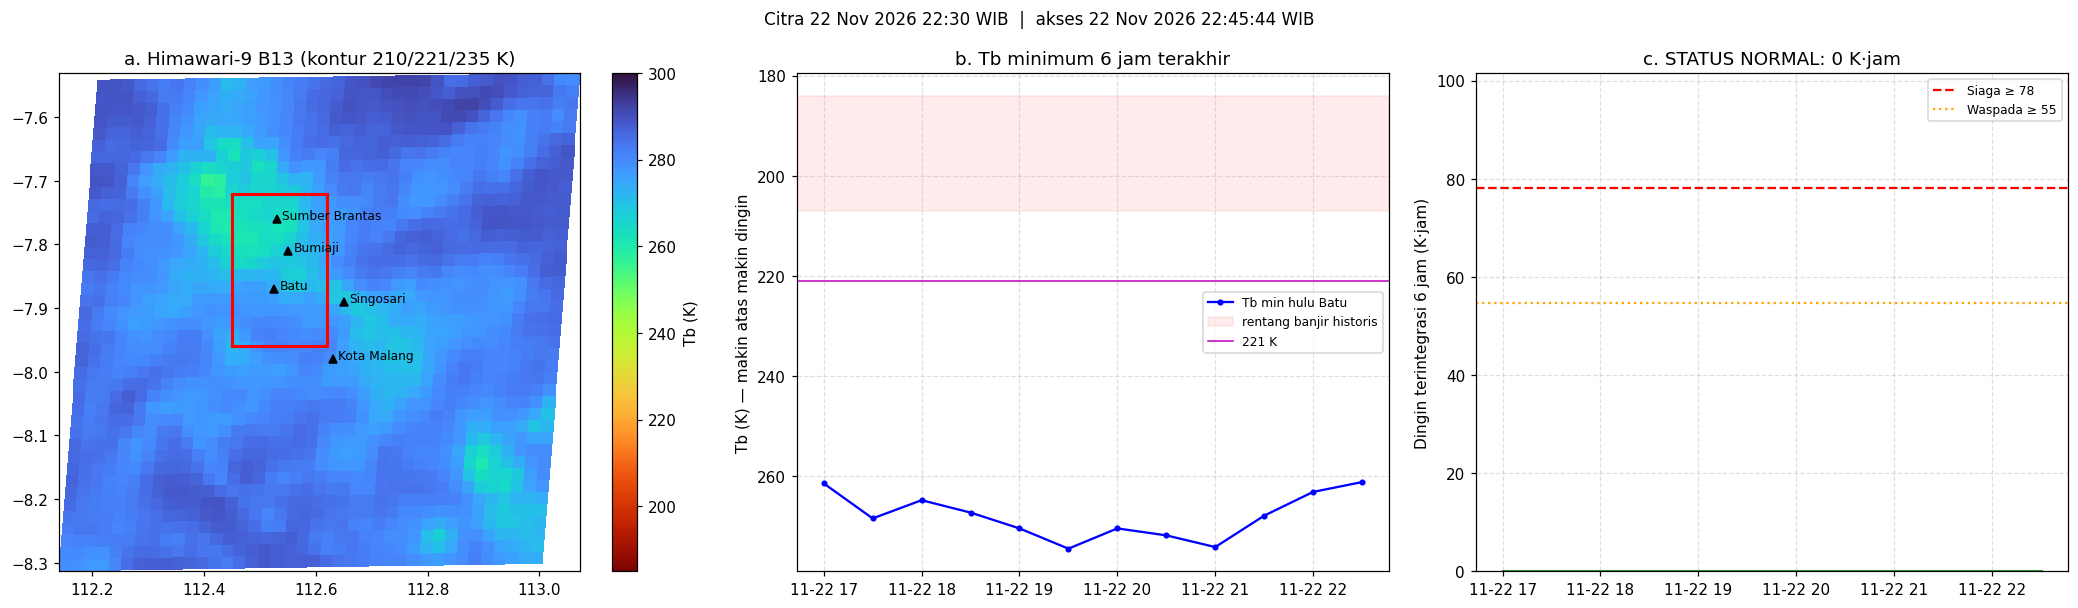 Citra 22 Nov 2026 22:30 WIB | akses 22 Nov 2026 22:45:44 WIB
a. Himawari-9 B13 (kontur 210/221/235 K)
−7.6
−7.7
−7.8
−7.9
−8.0
−8.1
−8.2
−8.3
112.2
112.4
112.6
112.8
113.0
Sumber Brantas
Bumiaji
Batu
Singosari
Kota Malang
300
280
260
240
220
200
Tb (K)
b. Tb minimum 6 jam terakhir
Tb (K) — makin atas makin dingin
180
200
220
240
260
Tb min hulu Batu
rentang banjir historis
221 K
11-22 17
11-22 18
11-22 19
11-22 20
11-22 21
11-22 22
c. STATUS NORMAL: 0 K·jam
Dingin terintegrasi 6 jam (K·jam)
100
80
60
40
20
0
Siaga ≥ 78
Waspada ≥ 55
11-22 17
11-22 18
11-22 19
11-22 20
11-22 21
11-22 22